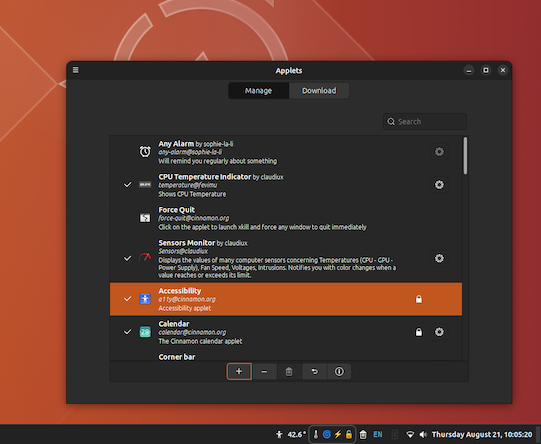 Applets
Manage
Download
Search
Any Alarm by sophie-la-li
any-alarm@sophie-la-li
Will remind you regularly about something
CPU Temperature Indicator by claudiux
temperature@fevimu
Shows CPU Temperature
Force Quit
force-quit@cinnamon.org
Click on the applet to launch xkill and force any window to quit immediately
Sensors Monitor by claudiux
Sensors@claudiux
Displays the values of many computer sensors concerning Temperatures (CPU - GPU -
Power Supply), Fan Speed, Voltages, Intrusions. Notifies you with color changes when a
value reaches or exceeds its limit.
Accessibility
a11y@cinnamon.org
Accessibility applet
Calendar
calendar@cinnamon.org
The Cinnamon calendar applet
Corner bar
42.6° EN Thursday August 21, 10:05:20